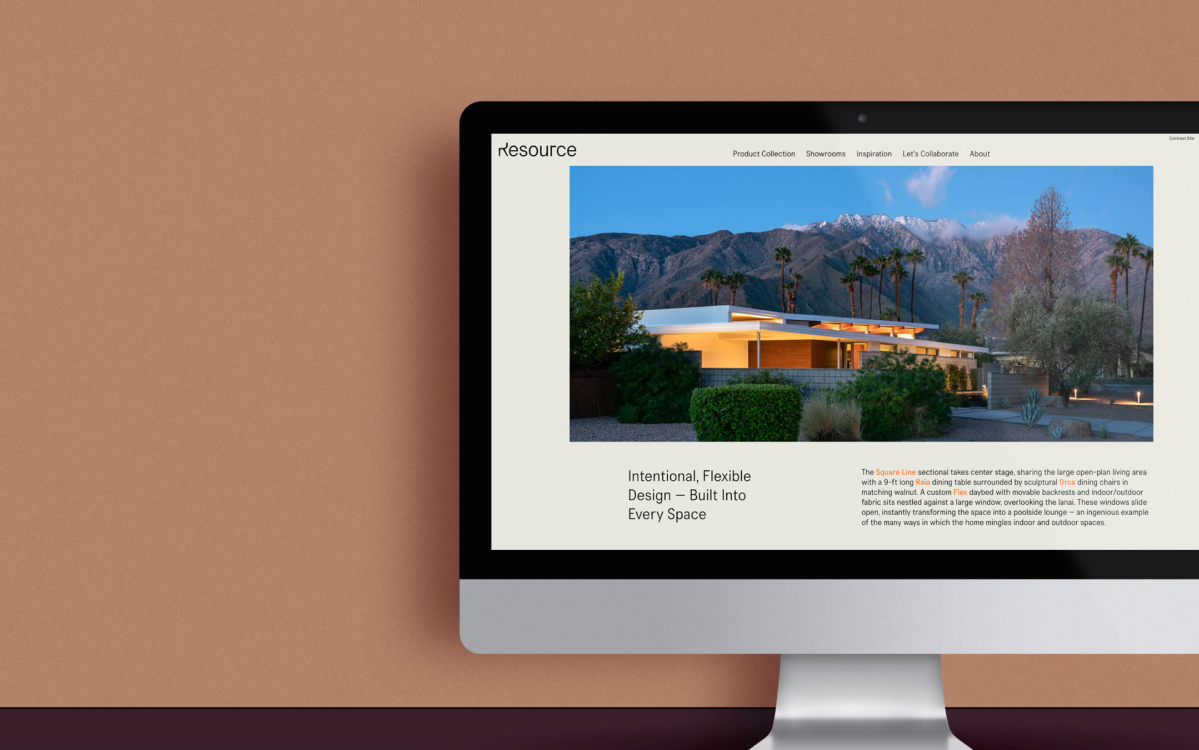 Contract Site
Resource
Product Collection Showrooms Inspiration Let's Collaborate About
Intentional, Flexible
Design — Built Into
Every Space
The Square Line sectional takes center stage, sharing the large open-plan living area
with a 9-ft long Raia dining table surrounded by sculptural Orca dining chairs in
matching walnut. A custom Flex daybed with movable backrests and indoor/outdoor
fabric sits nestled against a large window, overlooking the lanai. These windows slide
open, instantly transforming the space into a poolside lounge — an ingenious example
of the many ways in which the home mingles indoor and outdoor spaces.